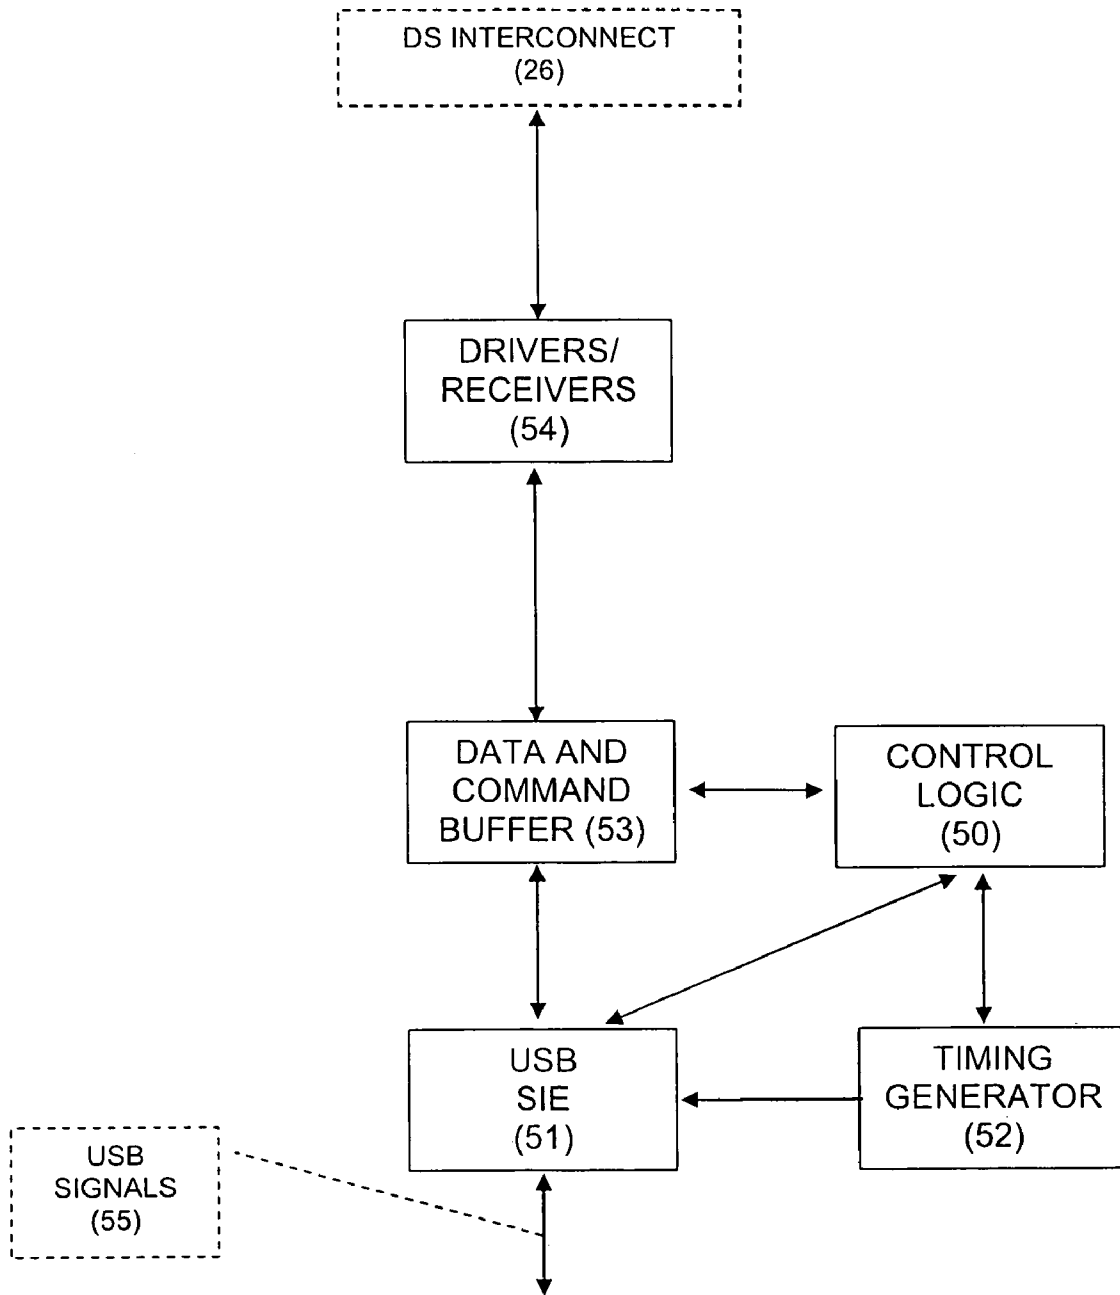 DS INTERCONNECT
(26)
DRIVERS/
RECEIVERS
(54)
DATA AND
COMMAND
BUFFER (53)
CONTROL
LOGIC
(50)
USB
SIE
(51)
TIMING
GENERATOR
(52)
USB
SIGNALS
(55)